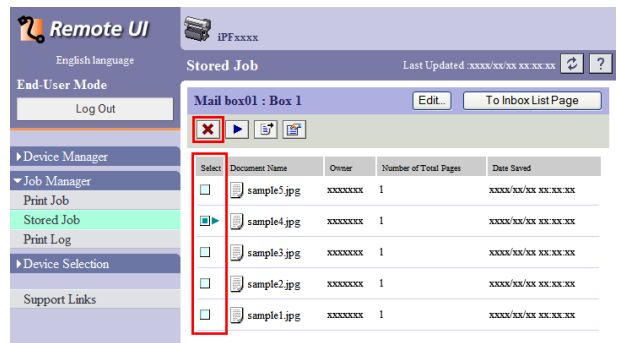 Remote UI
English language
End-User Mode
Log Out
Device Manager
Job Manager
Print Job
Stored Job
Print Log
Device Selection
Support Links
iPFxxxx
Stored Job Last Updated :xxxx/xx/xx xx:xx:xx ?
Mail box01 : Box 1 Edit... To Inbox List Page
Select Document Name Owner Number of Total Pages Date Saved
sample5.jpg xxxxxxx 1 xxxx/xx/xx xx:xx:xx
sample4.jpg xxxxxxx 1 xxxx/xx/xx xx:xx:xx
sample3.jpg xxxxxxx 1 xxxx/xx/xx xx:xx:xx
sample2.jpg xxxxxxx 1 xxxx/xx/xx xx:xx:xx
sample1.jpg xxxxxxx 1 xxxx/xx/xx xx:xx:xx